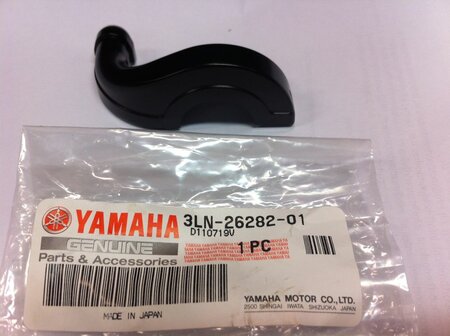 YAMAHA 3LN-26282-01
D110719V
GENUINE 1 PC
Parts & Accessories
MADE IN JAPAN
YAMAHA MOTOR CO.,LTD.
2500 SHINGAI IWATA SHIZUOKA JAPAN